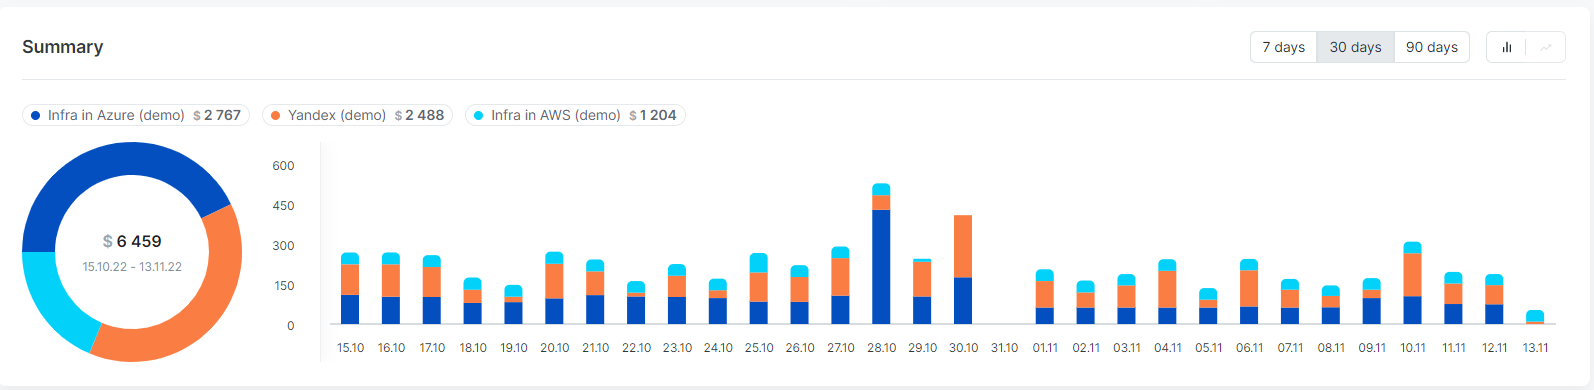 Summary
7 days 30 days 90 days
Infra in Azure (demo) $ 2 767 Yandex (demo) $ 2 488 Infra in AWS (demo) $ 1 204
$ 6 459
15.10.22 - 13.11.22
600
450
300
150
0
15.10 16.10 17.10 18.10 19.10 20.10 21.10 22.10 23.10 24.10 25.10 26.10 27.10 28.10 29.10 30.10 31.10 01.11 02.11 03.11 04.11 05.11 06.11 07.11 08.11 09.11 10.11 11.11 12.11 13.11